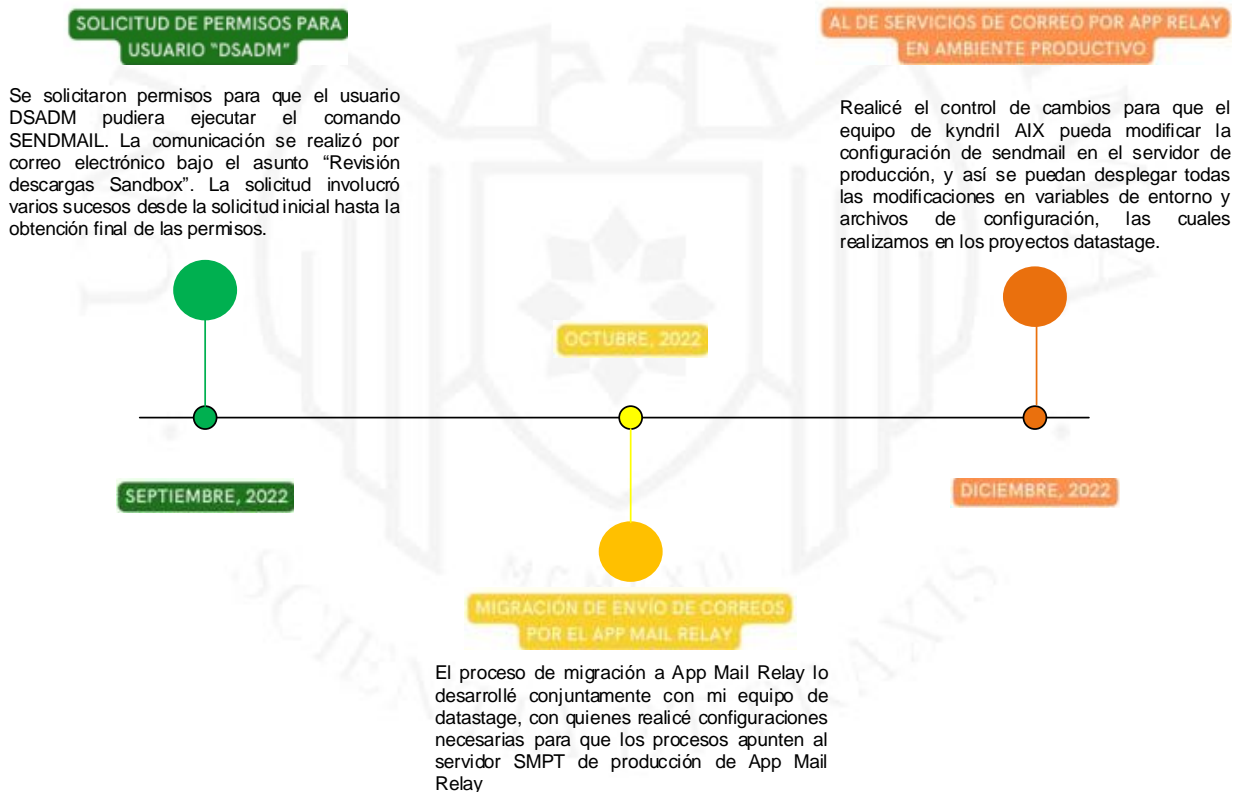 SOLICITUD DE PERMISOS PARA
USUARIO “DSADM”
Se solicitaron permisos para que el usuario
DSADM pudiera ejecutar el comando
SENDMAIL. La comunicación se realizó por
correo electrónico bajo el asunto “Revisión
descargas Sandbox”. La solicitud involucró
varios sucesos desde la solicitud inicial hasta la
obtención final de las permisos.
AL DE SERVICIOS DE CORREO POR APP RELAY
EN AMBIENTE PRODUCTIVO
Realicé el control de cambios para que el
equipo de kyndril AIX pueda modificar la
configuración de sendmail en el servidor de
producción, y así se puedan desplegar todas
las modificaciones en variables de entorno y
archivos de configuración, las cuales
realizamos en los proyectos datastage.
OCTUBRE, 2022
SEPTIEMBRE, 2022
DICIEMBRE, 2022
MIGRACIÓN DE ENVÍO DE CORREOS
POR EL APP MAIL RELAY
El proceso de migración a App Mail Relay lo
desarrollé conjuntamente con mi equipo de
datastage, con quienes realicé configuraciones
necesarias para que los procesos apunten al
servidor SMPT de producción de App Mail
Relay